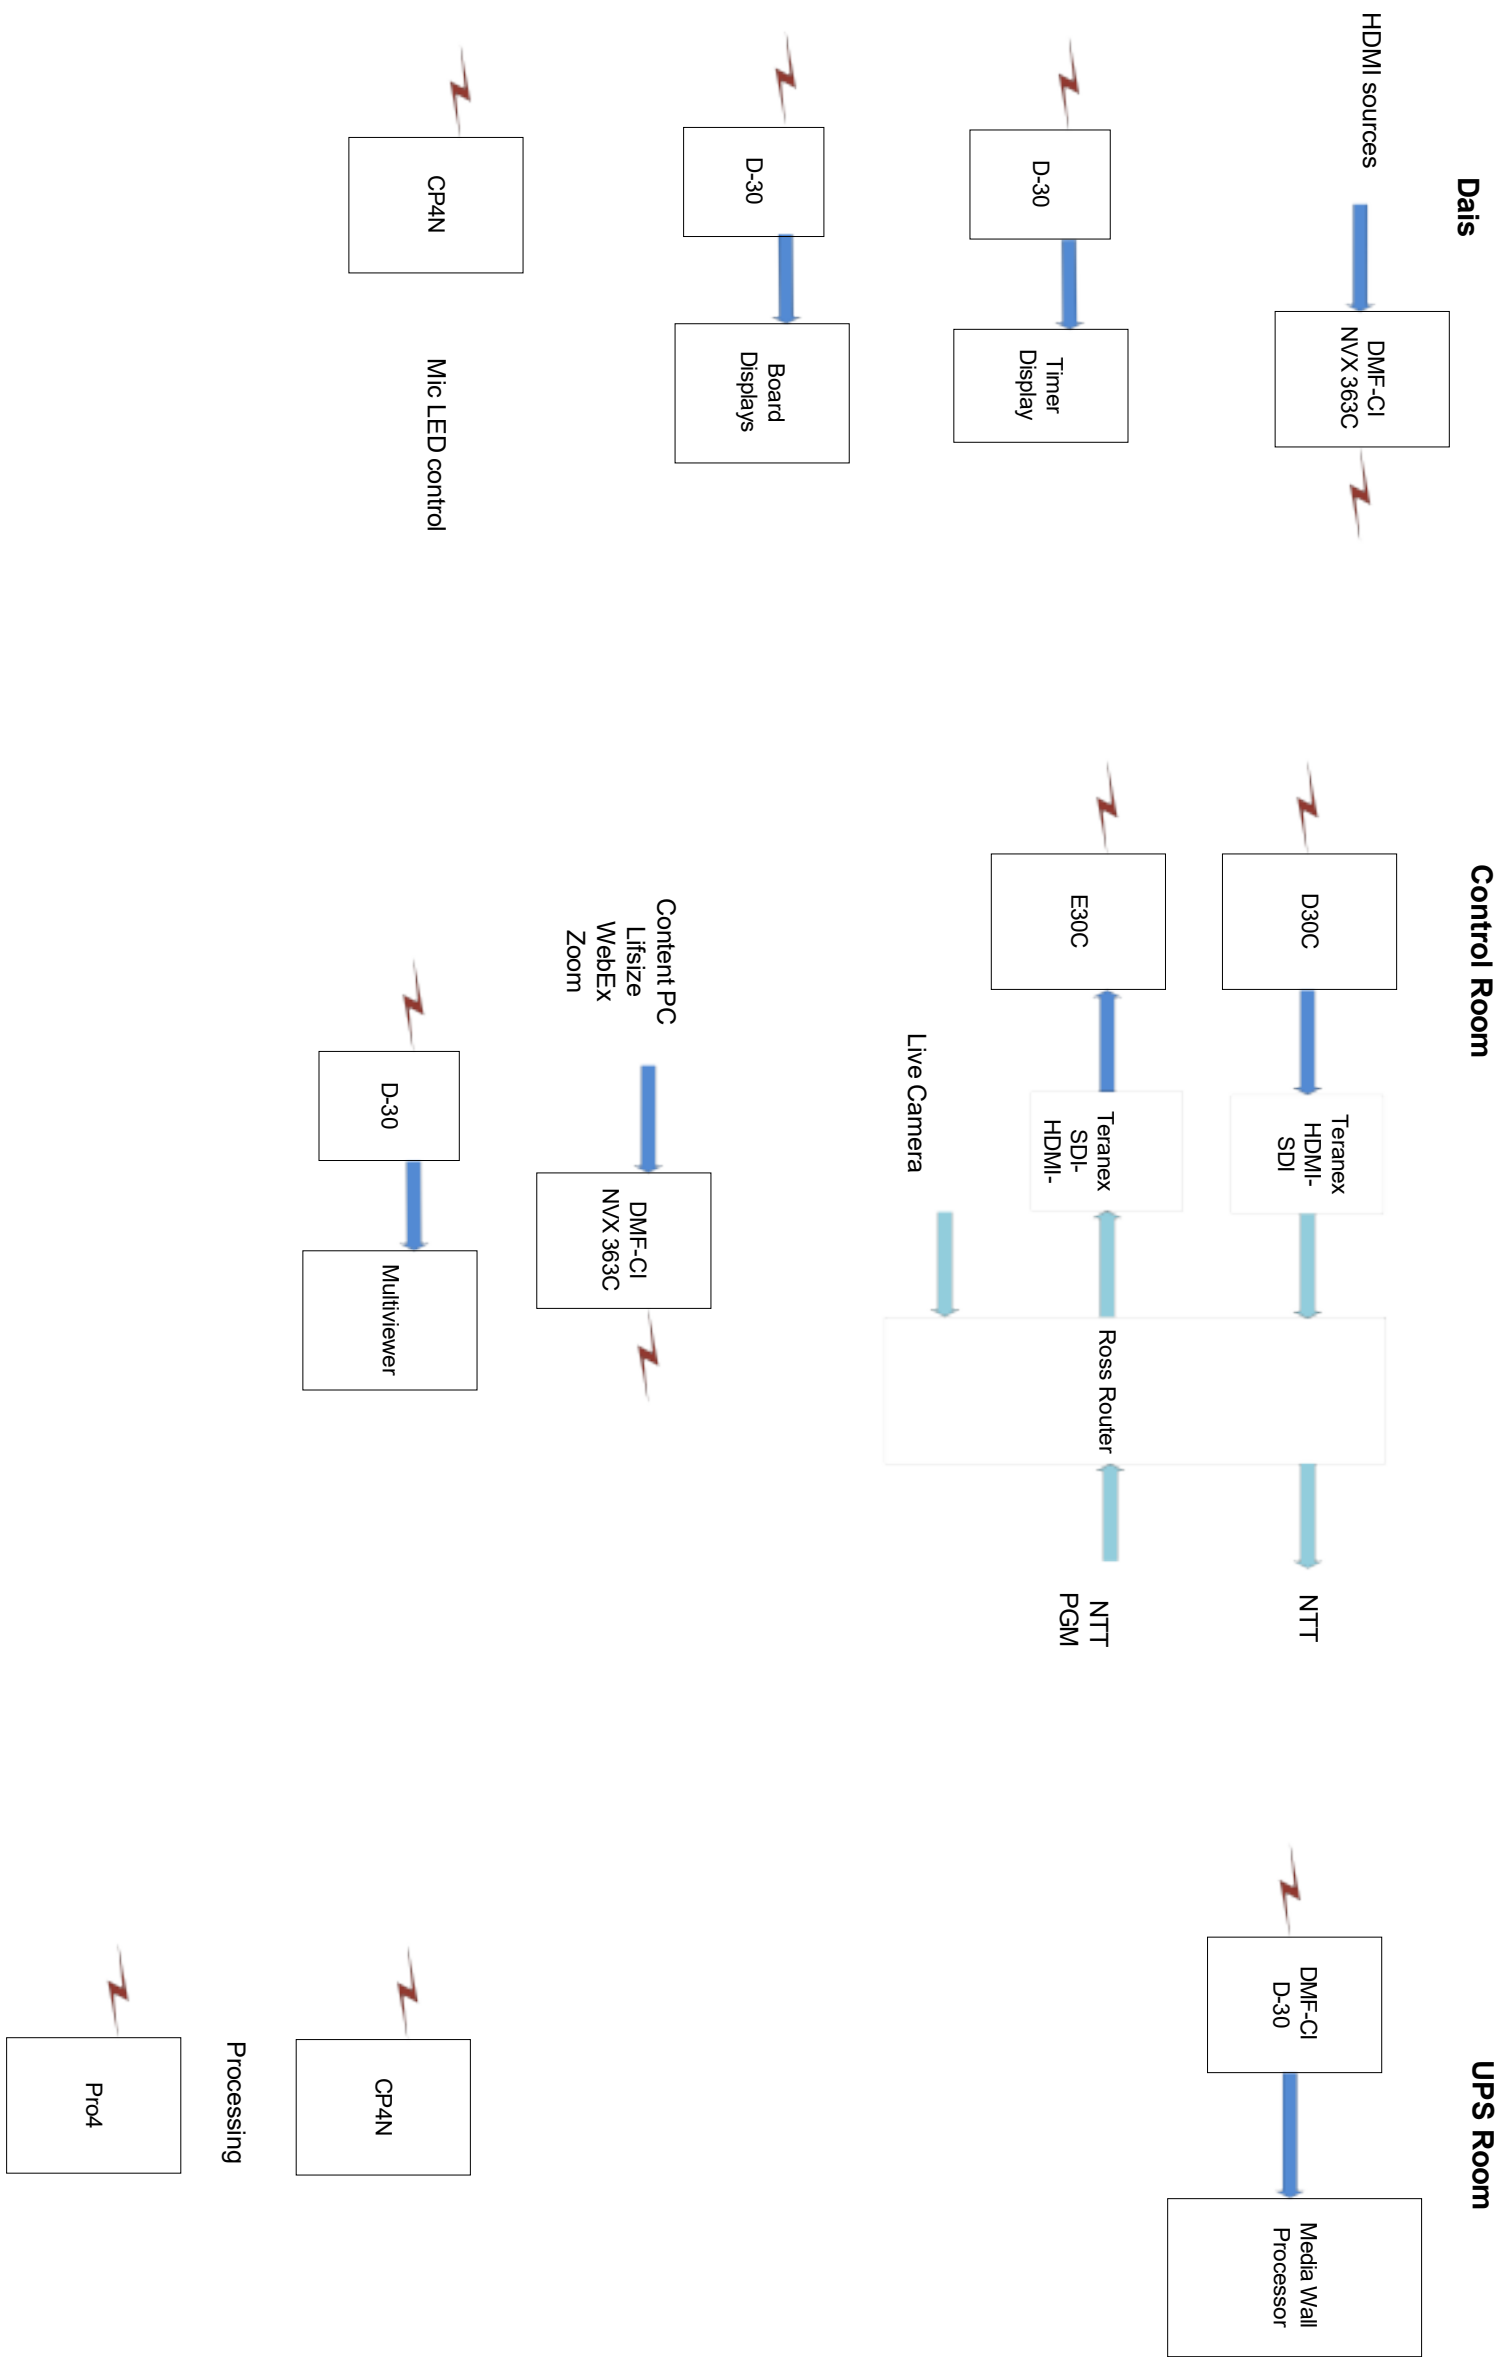 Dais
HDMI sources
DMF-CI
NVX 363C
D-30
Timer
Display
D-30
Board
Displays
CP4N
Mic LED control
Control Room
D30C
Teranex
HDMI-
SDI
NTT
E30C
Teranex
SDI-
HDMI-
Ross Router
NTT
PGM
Live Camera
Content PC
Lifsize
WebEx
Zoom
DMF-CI
NVX 363C
D-30
Multiviewer
UPS Room
DMF-CI
D-30
Media Wall
Processor
CP4N
Processing
Pro4